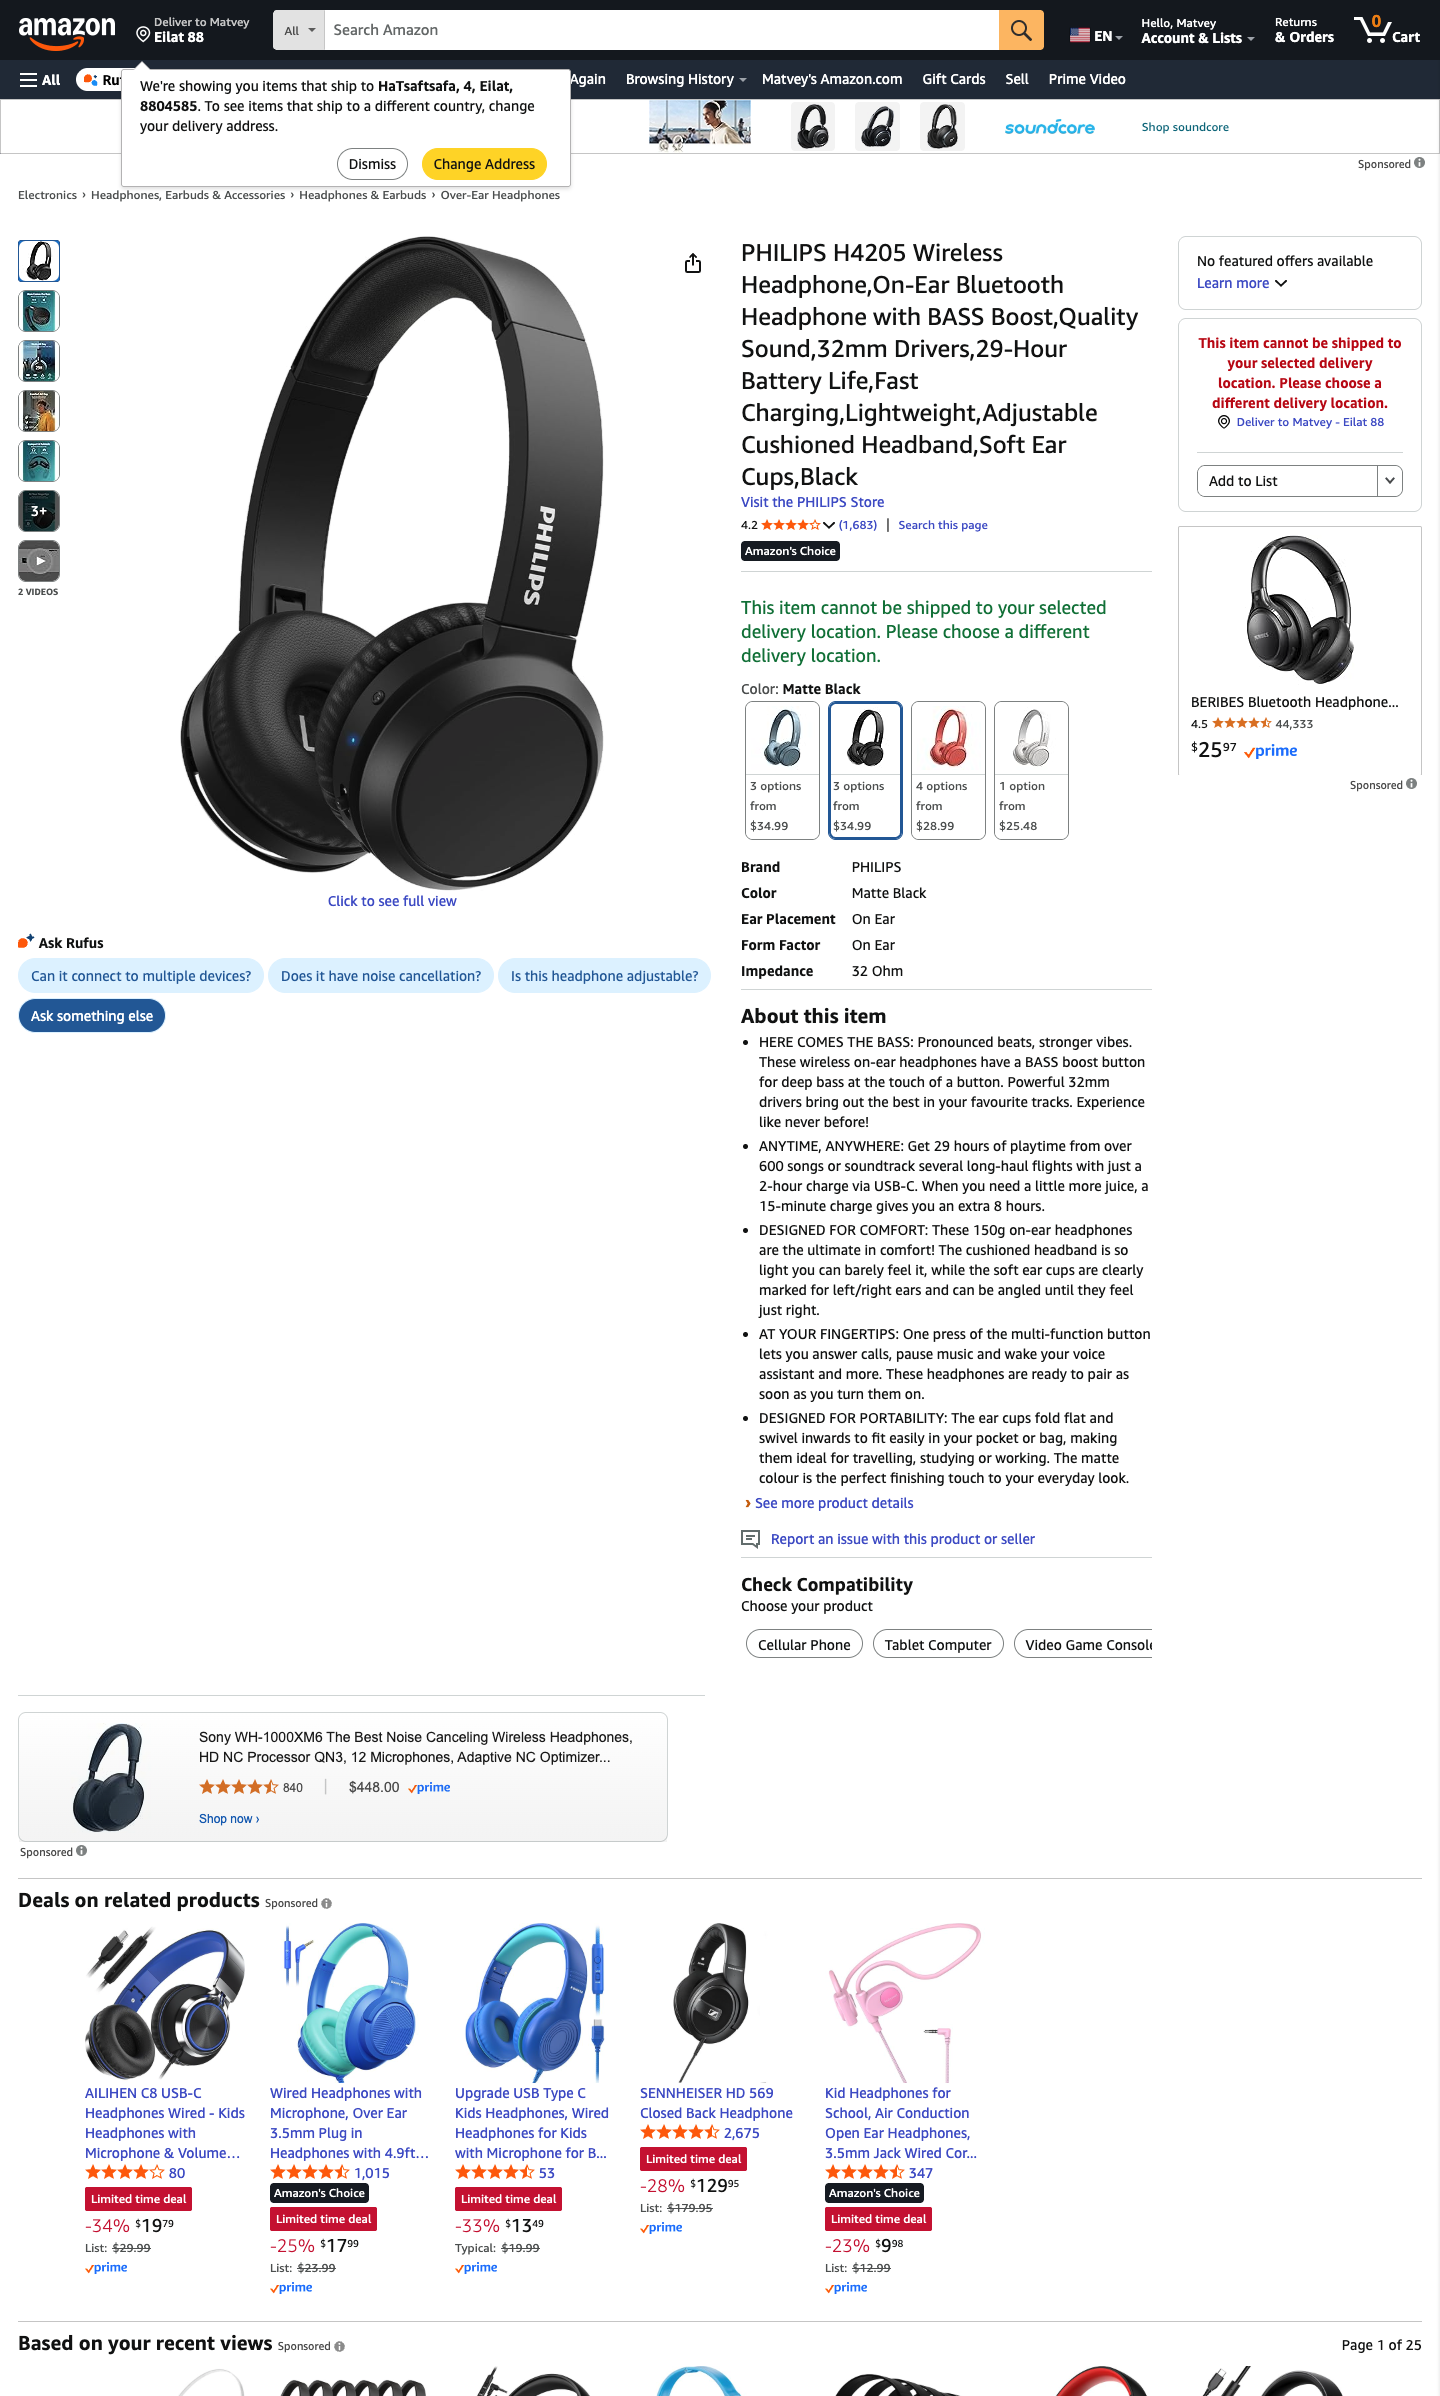 amazon
Deliver to Matvey
Eilat 88
All
Search Amazon
EN
Hello, Matvey
Account & Lists
Returns
& Orders
0
Cart
All
Again
Browsing History
Matvey's Amazon.com
Gift Cards
Sell
Prime Video
We're showing you items that ship to HaTsaftsafa, 4, Eilat,
8804585. To see items that ship to a different country, change
your delivery address.
Dismiss
Change Address
soundcore
Shop soundcore
Sponsored
Electronics › Headphones, Earbuds & Accessories › Headphones & Earbuds › Over-Ear Headphones
3+
2 VIDEOS
PHILIPS
Click to see full view
Ask Rufus
Can it connect to multiple devices?
Does it have noise cancellation?
Is this headphone adjustable?
Ask something else
PHILIPS H4205 Wireless
Headphone,On-Ear Bluetooth
Headphone with BASS Boost,Quality
Sound,32mm Drivers,29-Hour
Battery Life,Fast
Charging,Lightweight,Adjustable
Cushioned Headband,Soft Ear
Cups,Black
Visit the PHILIPS Store
4.2 (1,683) | Search this page
Amazon's Choice
This item cannot be shipped to your selected
delivery location. Please choose a different
delivery location.
Color: Matte Black
3 options
from
$34.99
3 options
from
$34.99
4 options
from
$28.99
1 option
from
$25.48
Brand PHILIPS
Color Matte Black
Ear Placement On Ear
Form Factor On Ear
Impedance 32 Ohm
About this item
• HERE COMES THE BASS: Pronounced beats, stronger vibes.
These wireless on-ear headphones have a BASS boost button
for deep bass at the touch of a button. Powerful 32mm
drivers bring out the best in your favourite tracks. Experience
like never before!
• ANYTIME, ANYWHERE: Get 29 hours of playtime from over
600 songs or soundtrack several long-haul flights with just a
2-hour charge via USB-C. When you need a little more juice, a
15-minute charge gives you an extra 8 hours.
• DESIGNED FOR COMFORT: These 150g on-ear headphones
are the ultimate in comfort! The cushioned headband is so
light you can barely feel it, while the soft ear cups are clearly
marked for left/right ears and can be angled until they feel
just right.
• AT YOUR FINGERTIPS: One press of the multi-function button
lets you answer calls, pause music and wake your voice
assistant and more. These headphones are ready to pair as
soon as you turn them on.
• DESIGNED FOR PORTABILITY: The ear cups fold flat and
swivel inwards to fit easily in your pocket or bag, making
them ideal for travelling, studying or working. The matte
colour is the perfect finishing touch to your everyday look.
› See more product details
Report an issue with this product or seller
Check Compatibility
Choose your product
Cellular Phone
Tablet Computer
Video Game Console
No featured offers available
Learn more
This item cannot be shipped to
your selected delivery
location. Please choose a
different delivery location.
Deliver to Matvey - Eilat 88
Add to List
BERIBES Bluetooth Headphone...
4.5 44,333
$2597 prime
Sponsored
Sony WH-1000XM6 The Best Noise Canceling Wireless Headphones,
HD NC Processor QN3, 12 Microphones, Adaptive NC Optimizer...
840 | $448.00 prime
Shop now ›
Sponsored
Deals on related products Sponsored
AILIHEN C8 USB-C
Headphones Wired - Kids
Headphones with
Microphone & Volume…
80
Limited time deal
-34% $1979
List: $29.99
prime
Wired Headphones with
Microphone, Over Ear
3.5mm Plug in
Headphones with 4.9ft…
1,015
Amazon's Choice
Limited time deal
-25% $1799
List: $23.99
prime
Upgrade USB Type C
Kids Headphones, Wired
Headphones for Kids
with Microphone for B…
53
Limited time deal
-33% $1349
Typical: $19.99
prime
SENNHEISER HD 569
Closed Back Headphone
2,675
Limited time deal
-28% $12995
List: $179.95
prime
Kid Headphones for
School, Air Conduction
Open Ear Headphones,
3.5mm Jack Wired Cor…
347
Amazon's Choice
Limited time deal
-23% $998
List: $12.99
prime
Based on your recent views Sponsored
Page 1 of 25